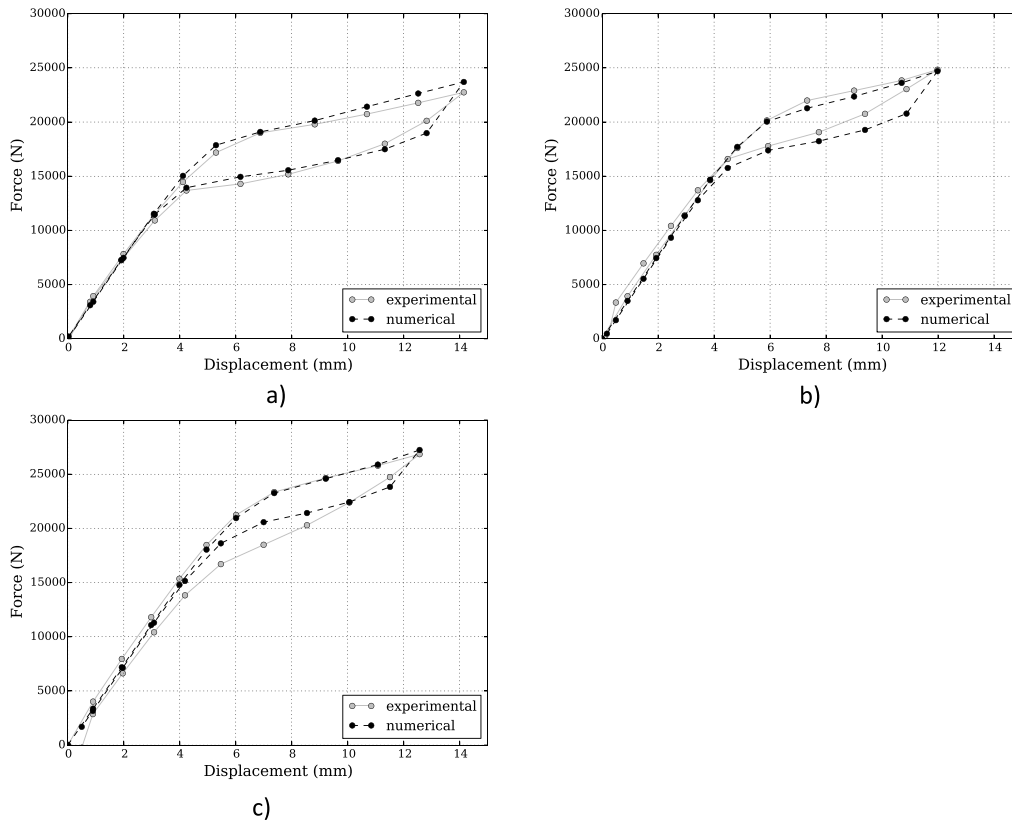 30000
25000
20000
15000
10000
5000
0
Force (N)
0 2 4 6 8 10 12 14
Displacement (mm)
experimental
numerical
a)
30000
25000
20000
15000
10000
5000
0
Force (N)
0 2 4 6 8 10 12 14
Displacement (mm)
experimental
numerical
b)
30000
25000
20000
15000
10000
5000
0
Force (N)
0 2 4 6 8 10 12 14
Displacement (mm)
experimental
numerical
c)